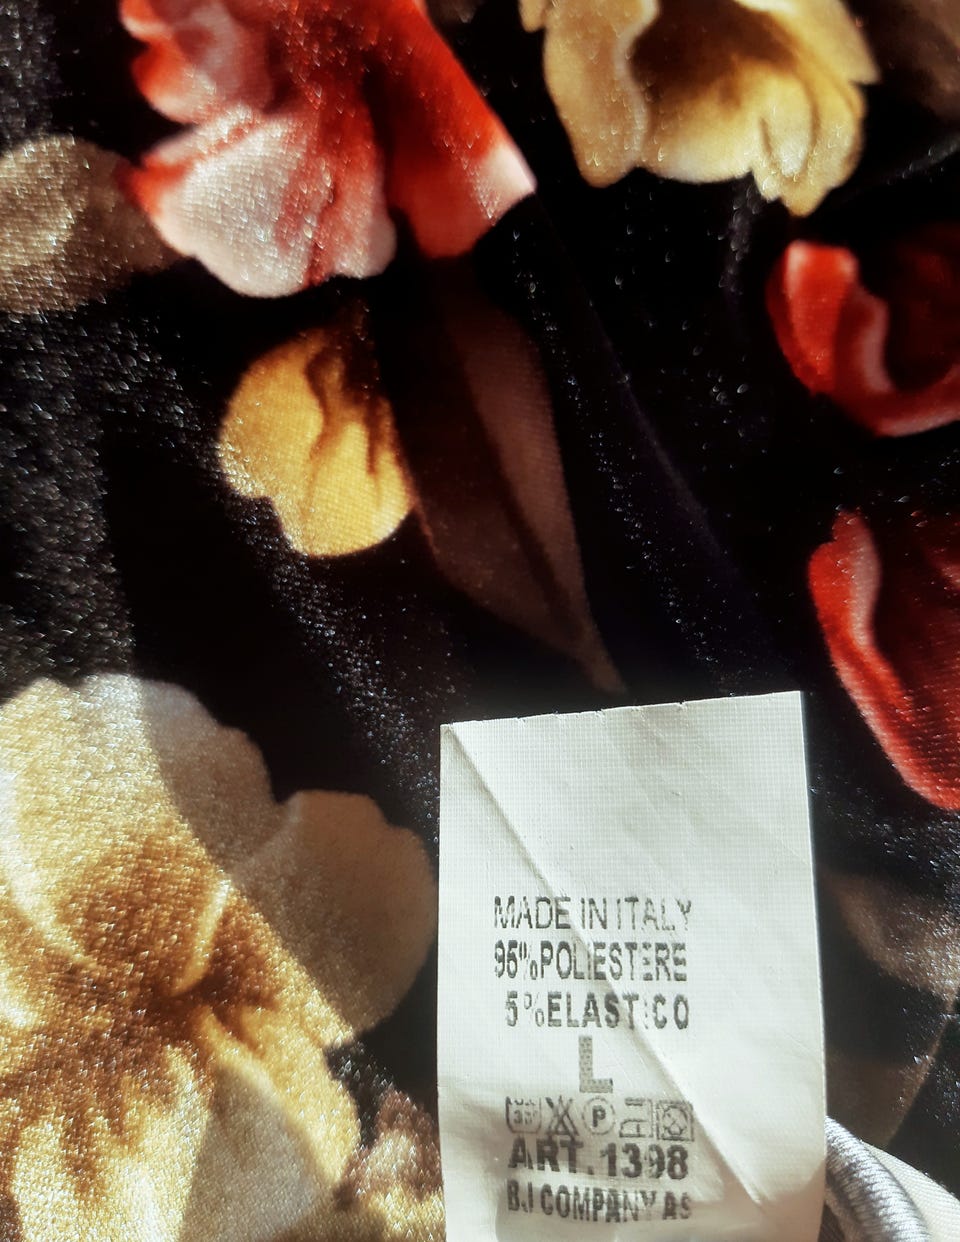 MADE IN ITALY
95%POLIESTERE
5%ELASTICO
L
P
ART.1398
BJ COMPANY AS